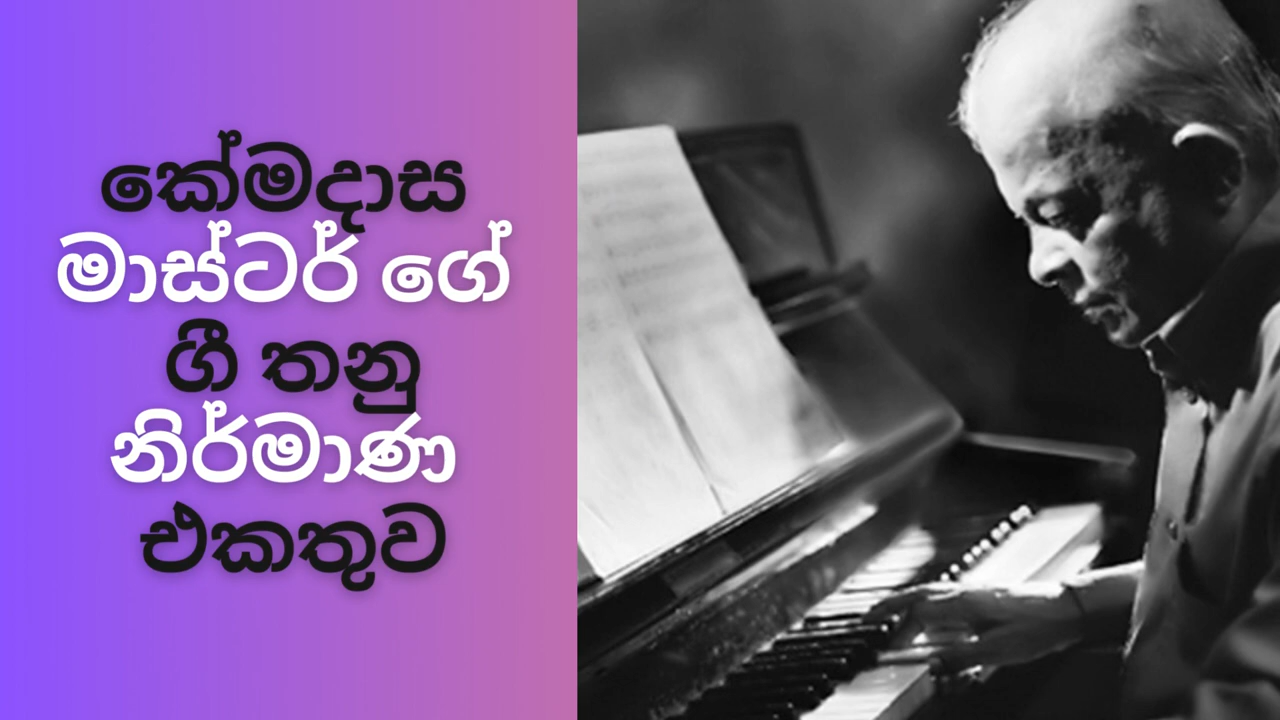 කේමදාස
මාස්ටර් ගේ
ගී තනු
නිර්මාණ
එකතුව